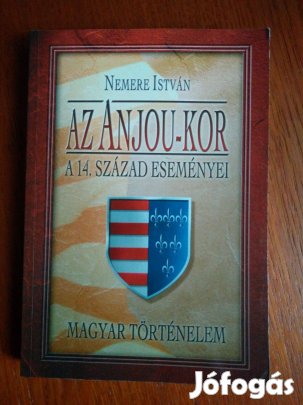 Nemere István
Az Anjou-kor
A 14. század eseményei
Magyar történelem
Jófogás